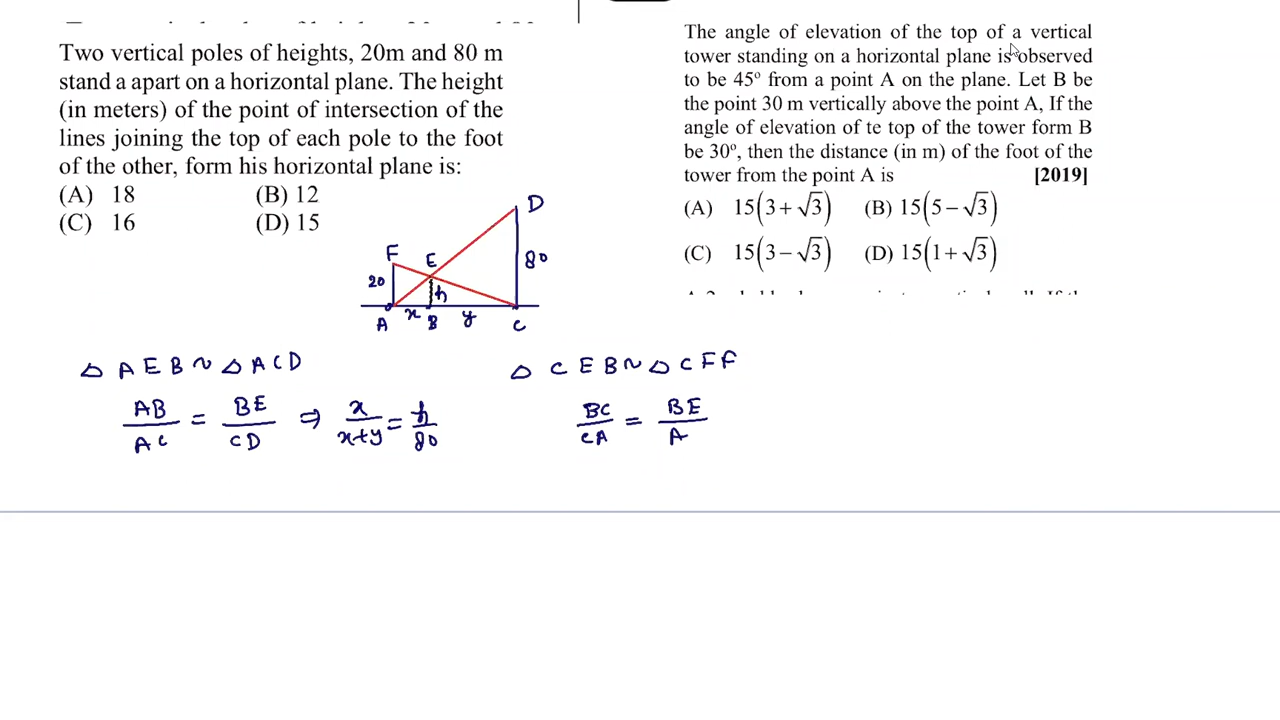 Two vertical poles of heights, 20m and 80 m
stand a apart on a horizontal plane. The height
(in meters) of the point of intersection of the
lines joining the top of each pole to the foot
of the other, form his horizontal plane is:
(A) 18 (B) 12
(C) 16 (D) 15
D
F E
80
20
h
x y
A B C
△ A E B ~ △ A C D
AB/AC = BE/CD ⇒ x/x+y = h/80
The angle of elevation of the top of a vertical
tower standing on a horizontal plane is observed
to be 45° from a point A on the plane. Let B be
the point 30 m vertically above the point A, If the
angle of elevation of te top of the tower form B
be 30°, then the distance (in m) of the foot of the
tower from the point A is [2019]
(A) 15(3+√3) (B) 15(5−√3)
(C) 15(3−√3) (D) 15(1+√3)
△ C E B ~ △ C F F
BC/CA = BE/A